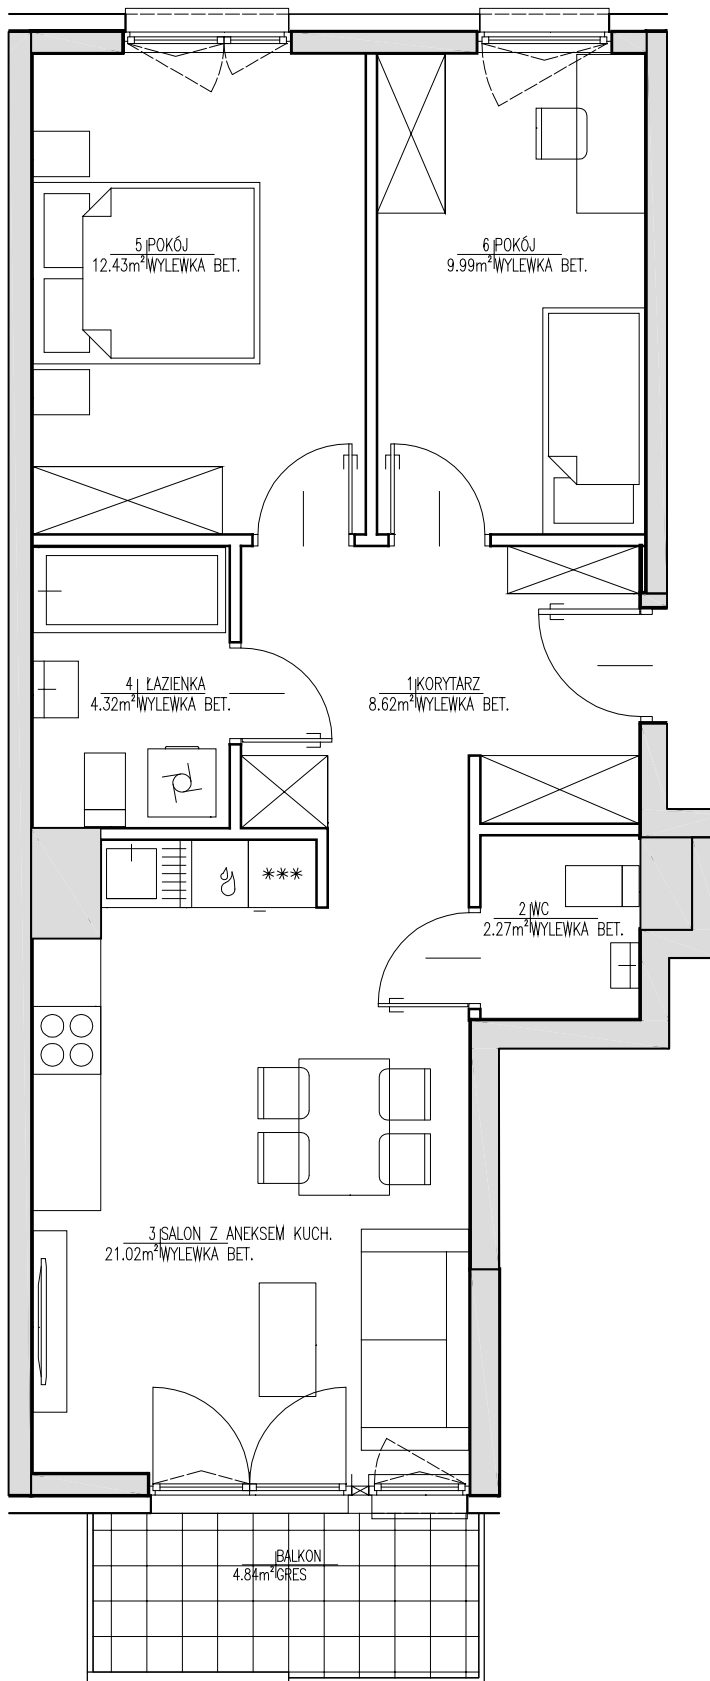 5 POKÓJ
12.43m² WYLEWKA BET.
6 POKÓJ
9.99m² WYLEWKA BET.
4 ŁAZIENKA
4.32m² WYLEWKA BET.
1 KORYTARZ
8.62m² WYLEWKA BET.
***
2 WC
2.27m² WYLEWKA BET.
3 SALON Z ANEKSEM KUCH.
21.02m² WYLEWKA BET.
BALKON
4.84m² GRES